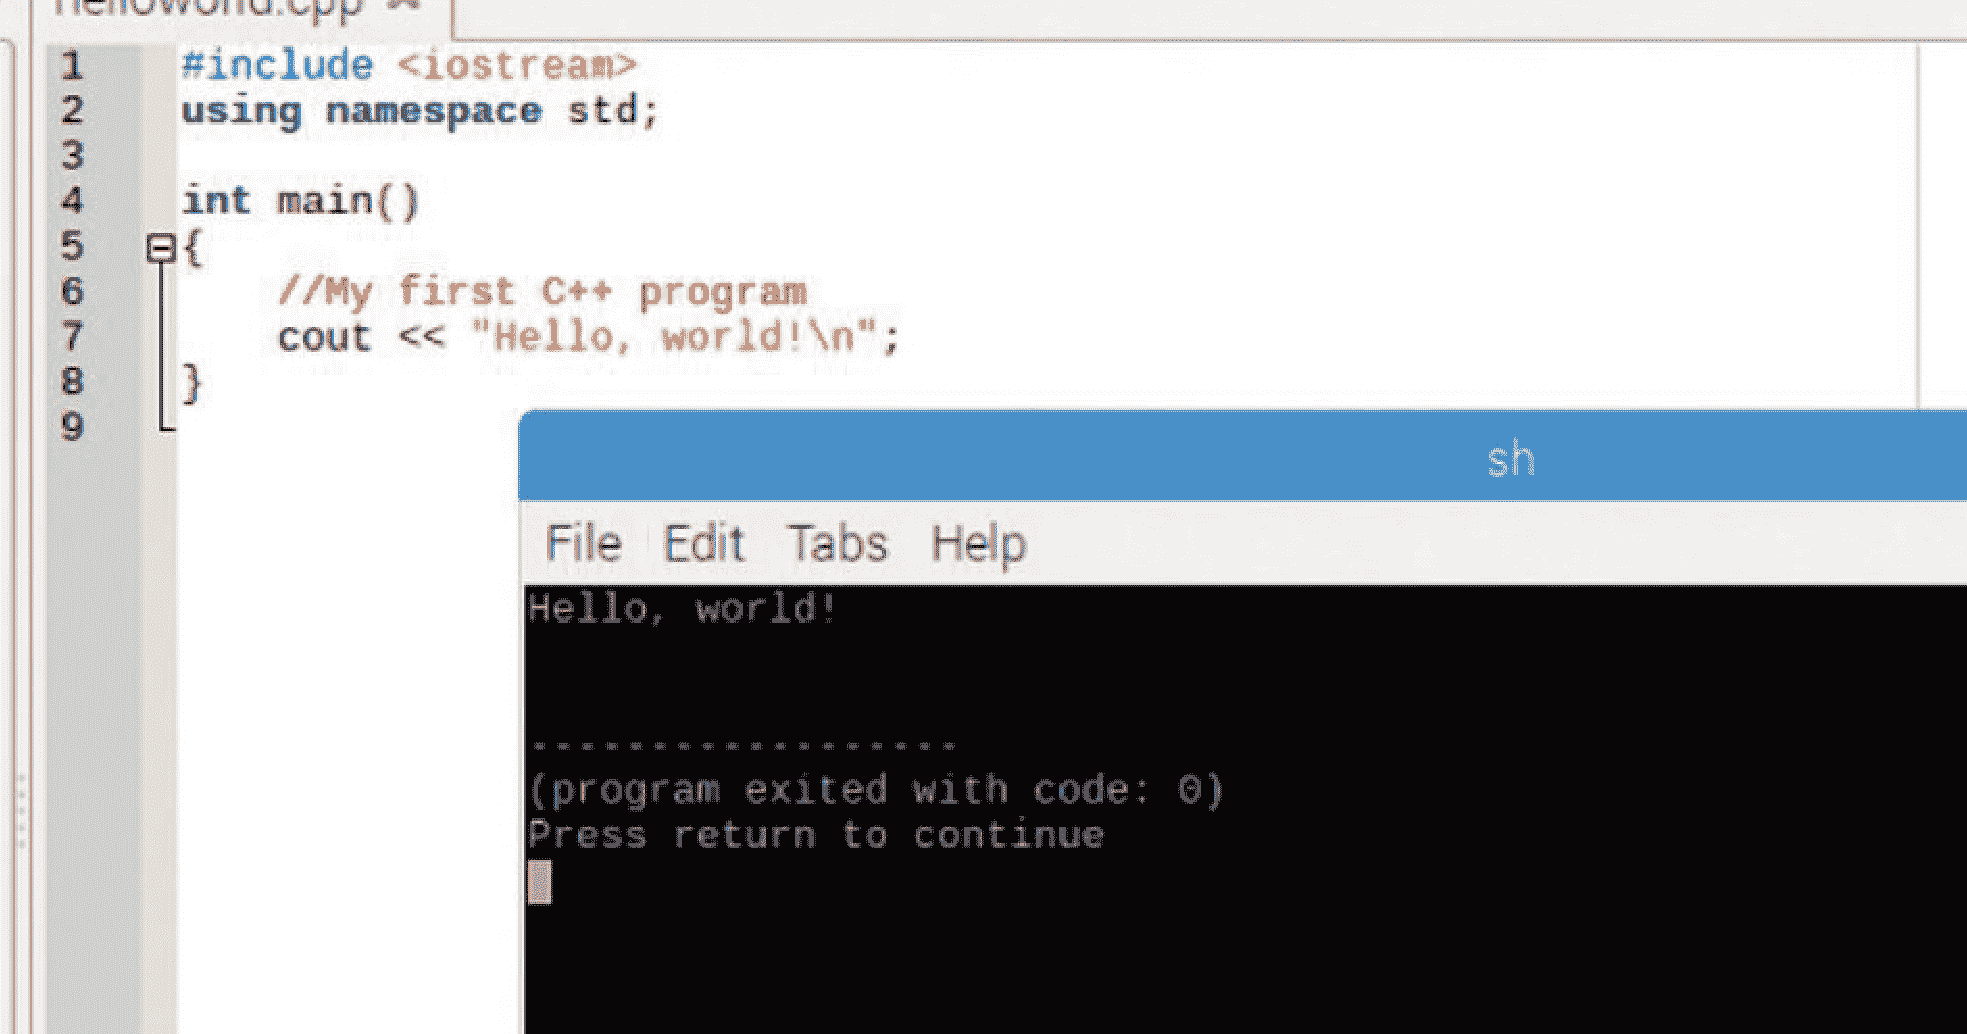 helloworld.cpp ×
1 #include <iostream>
2 using namespace std;
3
4 int main()
5 {
6 //My first C++ program
7 cout << "Hello, world!\n";
8 }
9
sh
File Edit Tabs Help
Hello, world!
------------------
(program exited with code: 0)
Press return to continue